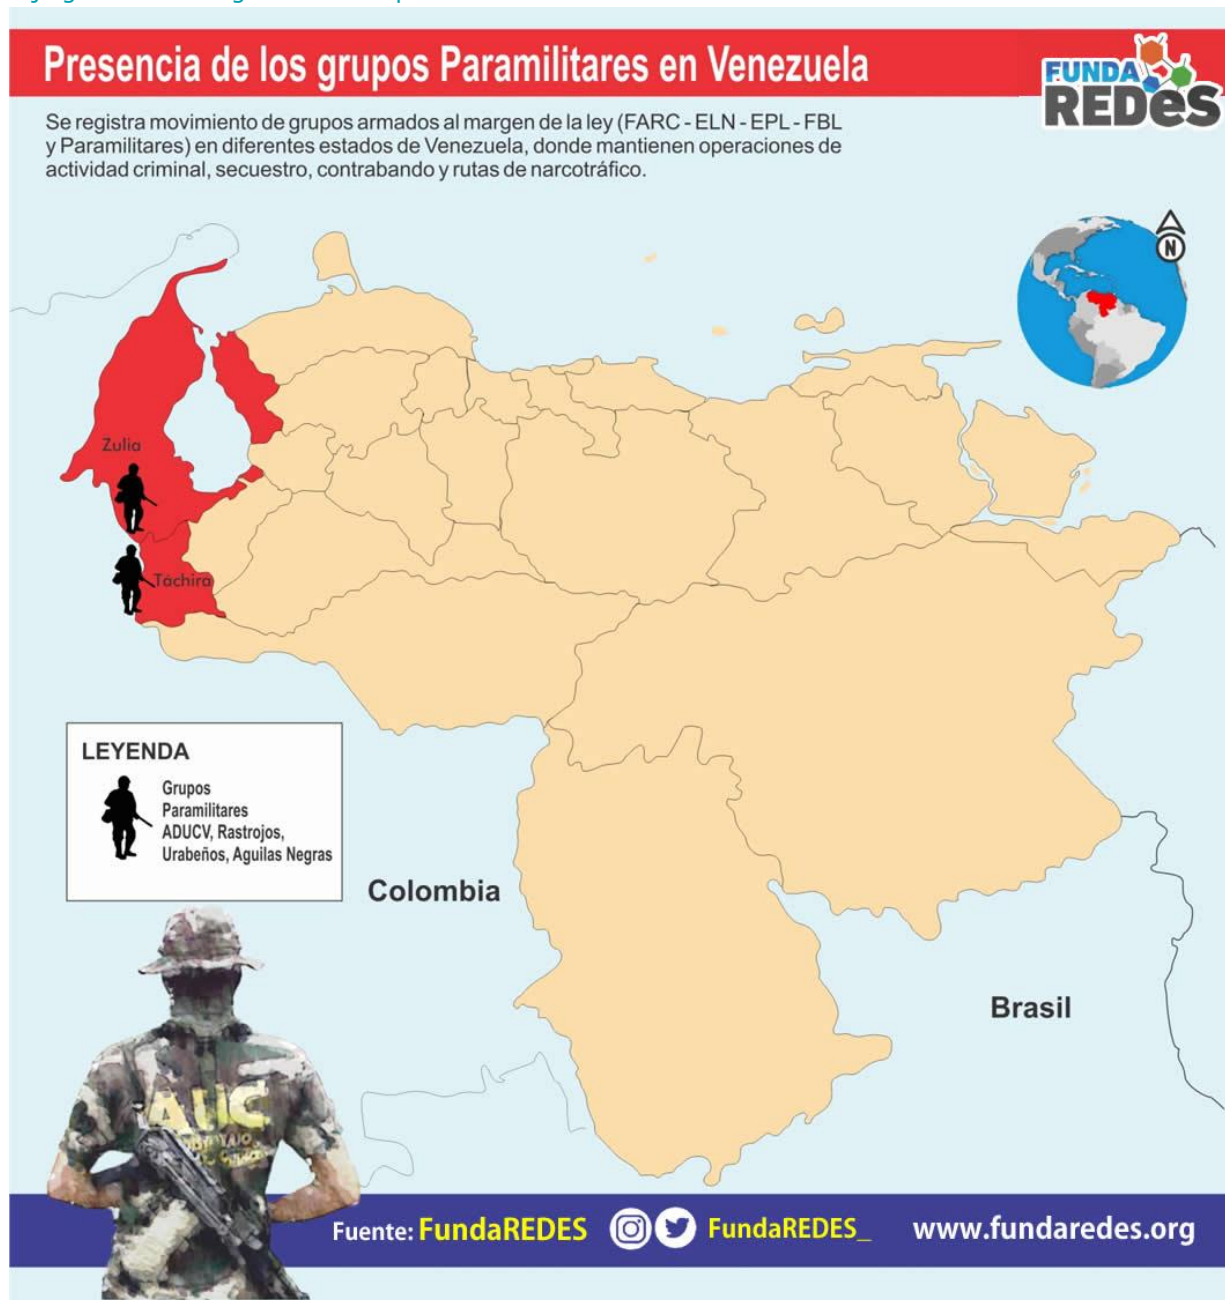 Presencia de los grupos Paramilitares en Venezuela
FUNDA
REDeS
Se registra movimiento de grupos armados al margen de la ley (FARC - ELN - EPL - FBL
y Paramilitares) en diferentes estados de Venezuela, donde mantienen operaciones de
actividad criminal, secuestro, contrabando y rutas de narcotráfico.
N
Zulia
Táchira
LEYENDA
Grupos
Paramilitares
ADUCV, Rastrojos,
Urabeños, Aguilas Negras
Colombia
Brasil
AUC
Fuente: FundaREDES
FundaREDES_
www.fundaredes.org